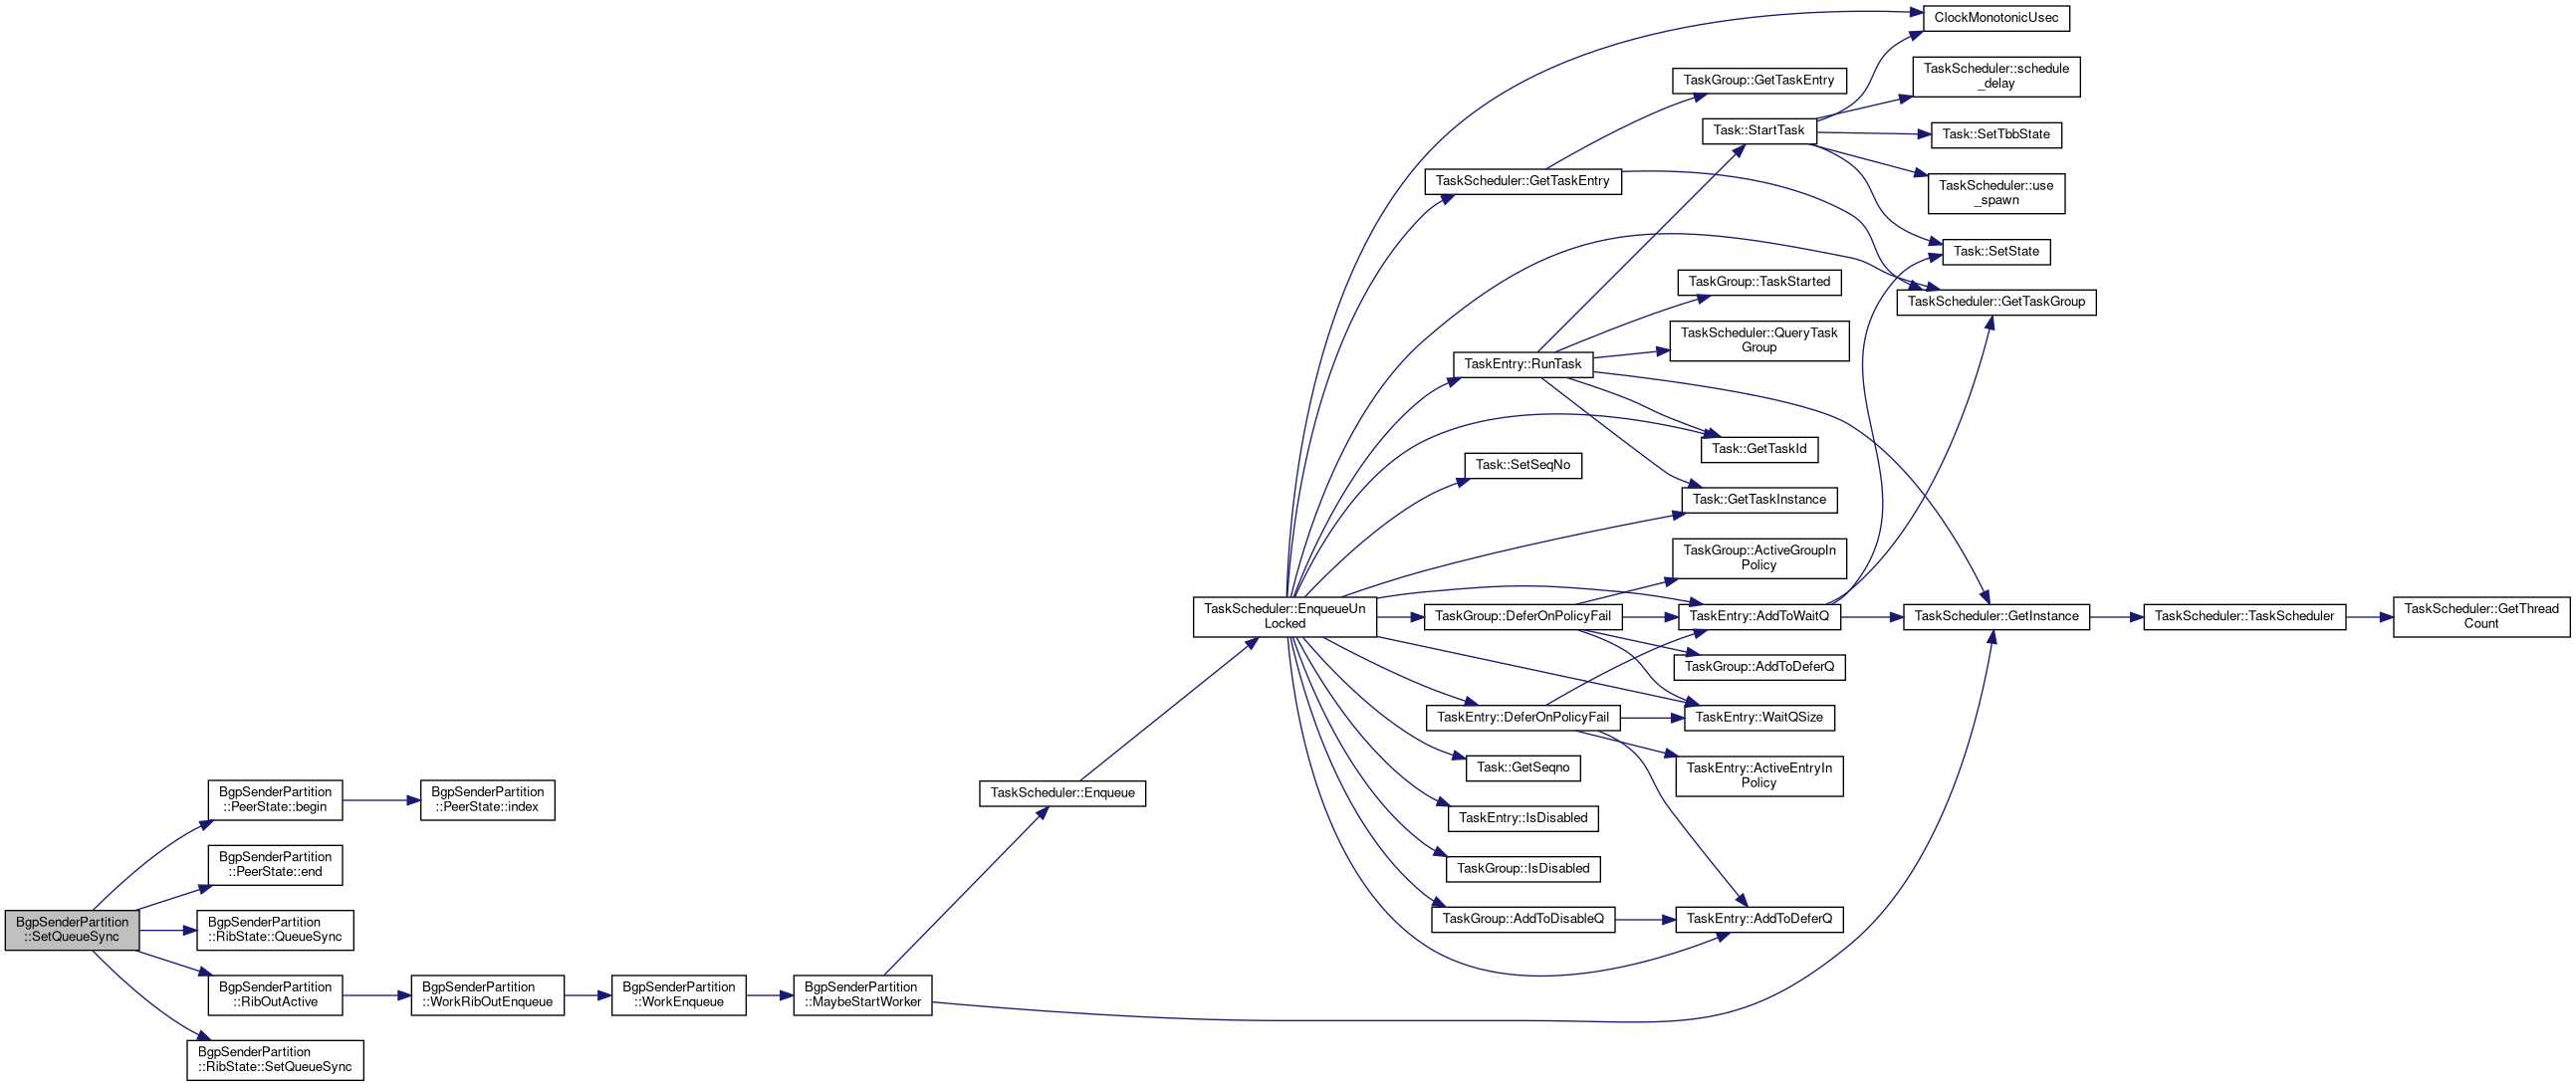 ClockMonotonicUsec
TaskScheduler::schedule
_delay
TaskGroup::GetTaskEntry
Task::StartTask
Task::SetTbbState
TaskScheduler::GetTaskEntry
TaskScheduler::use
_spawn
Task::SetState
TaskGroup::TaskStarted
TaskScheduler::GetTaskGroup
TaskScheduler::QueryTask
Group
TaskEntry::RunTask
Task::GetTaskId
Task::SetSeqNo
Task::GetTaskInstance
TaskGroup::ActiveGroupIn
Policy
TaskScheduler::EnqueueUn
Locked
TaskGroup::DeferOnPolicyFail
TaskEntry::AddToWaitQ
TaskScheduler::GetInstance
TaskScheduler::TaskScheduler
TaskScheduler::GetThread
Count
TaskGroup::AddToDeferQ
TaskEntry::DeferOnPolicyFail
TaskEntry::WaitQSize
Task::GetSeqno
TaskEntry::ActiveEntryIn
Policy
BgpSenderPartition
::PeerState::begin
BgpSenderPartition
::PeerState::index
TaskScheduler::Enqueue
TaskEntry::IsDisabled
BgpSenderPartition
::PeerState::end
TaskGroup::IsDisabled
BgpSenderPartition
::SetQueueSync
BgpSenderPartition
::RibState::QueueSync
TaskGroup::AddToDisableQ
TaskEntry::AddToDeferQ
BgpSenderPartition
::RibOutActive
BgpSenderPartition
::WorkRibOutEnqueue
BgpSenderPartition
::WorkEnqueue
BgpSenderPartition
::MaybeStartWorker
BgpSenderPartition
::RibState::SetQueueSync